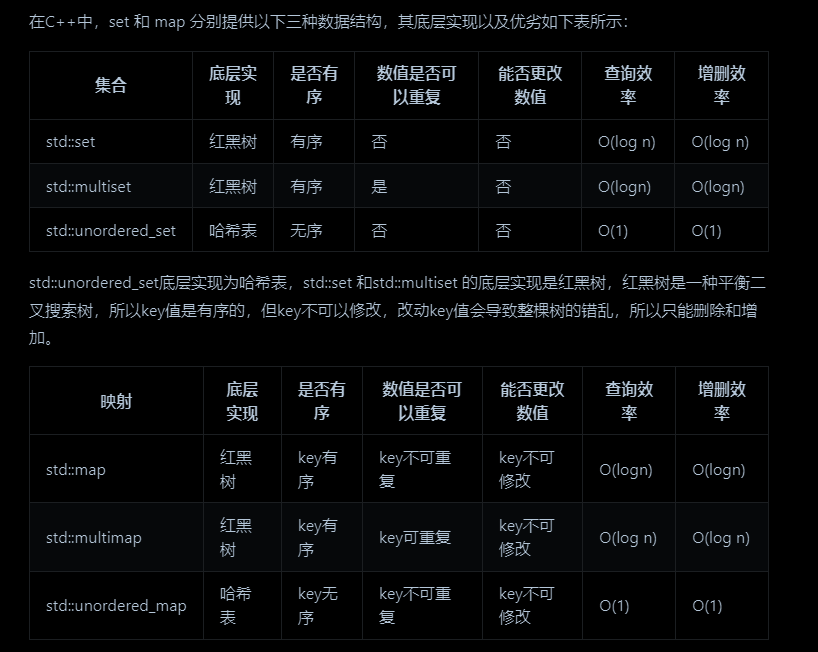 在C++中，set 和 map 分别提供以下三种数据结构，其底层实现以及优劣如下表所示：
集合 底层实现 是否有序 数值是否可以重复 能否更改数值 查询效率 增删效率
std::set 红黑树 有序 否 否 O(log n) O(log n)
std::multiset 红黑树 有序 是 否 O(logn) O(logn)
std::unordered_set 哈希表 无序 否 否 O(1) O(1)
std::unordered_set底层实现为哈希表，std::set 和std::multiset 的底层实现是红黑树，红黑树是一种平衡二
叉搜索树，所以key值是有序的，但key不可以修改，改动key值会导致整棵树的错乱，所以只能删除和增
加。
映射 底层实现 是否有序 数值是否可以重复 能否更改数值 查询效率 增删效率
std::map 红黑树 key有序 key不可重复 key不可修改 O(logn) O(logn)
std::multimap 红黑树 key有序 key可重复 key不可修改 O(log n) O(log n)
std::unordered_map 哈希表 key无序 key不可重复 key不可修改 O(1) O(1)